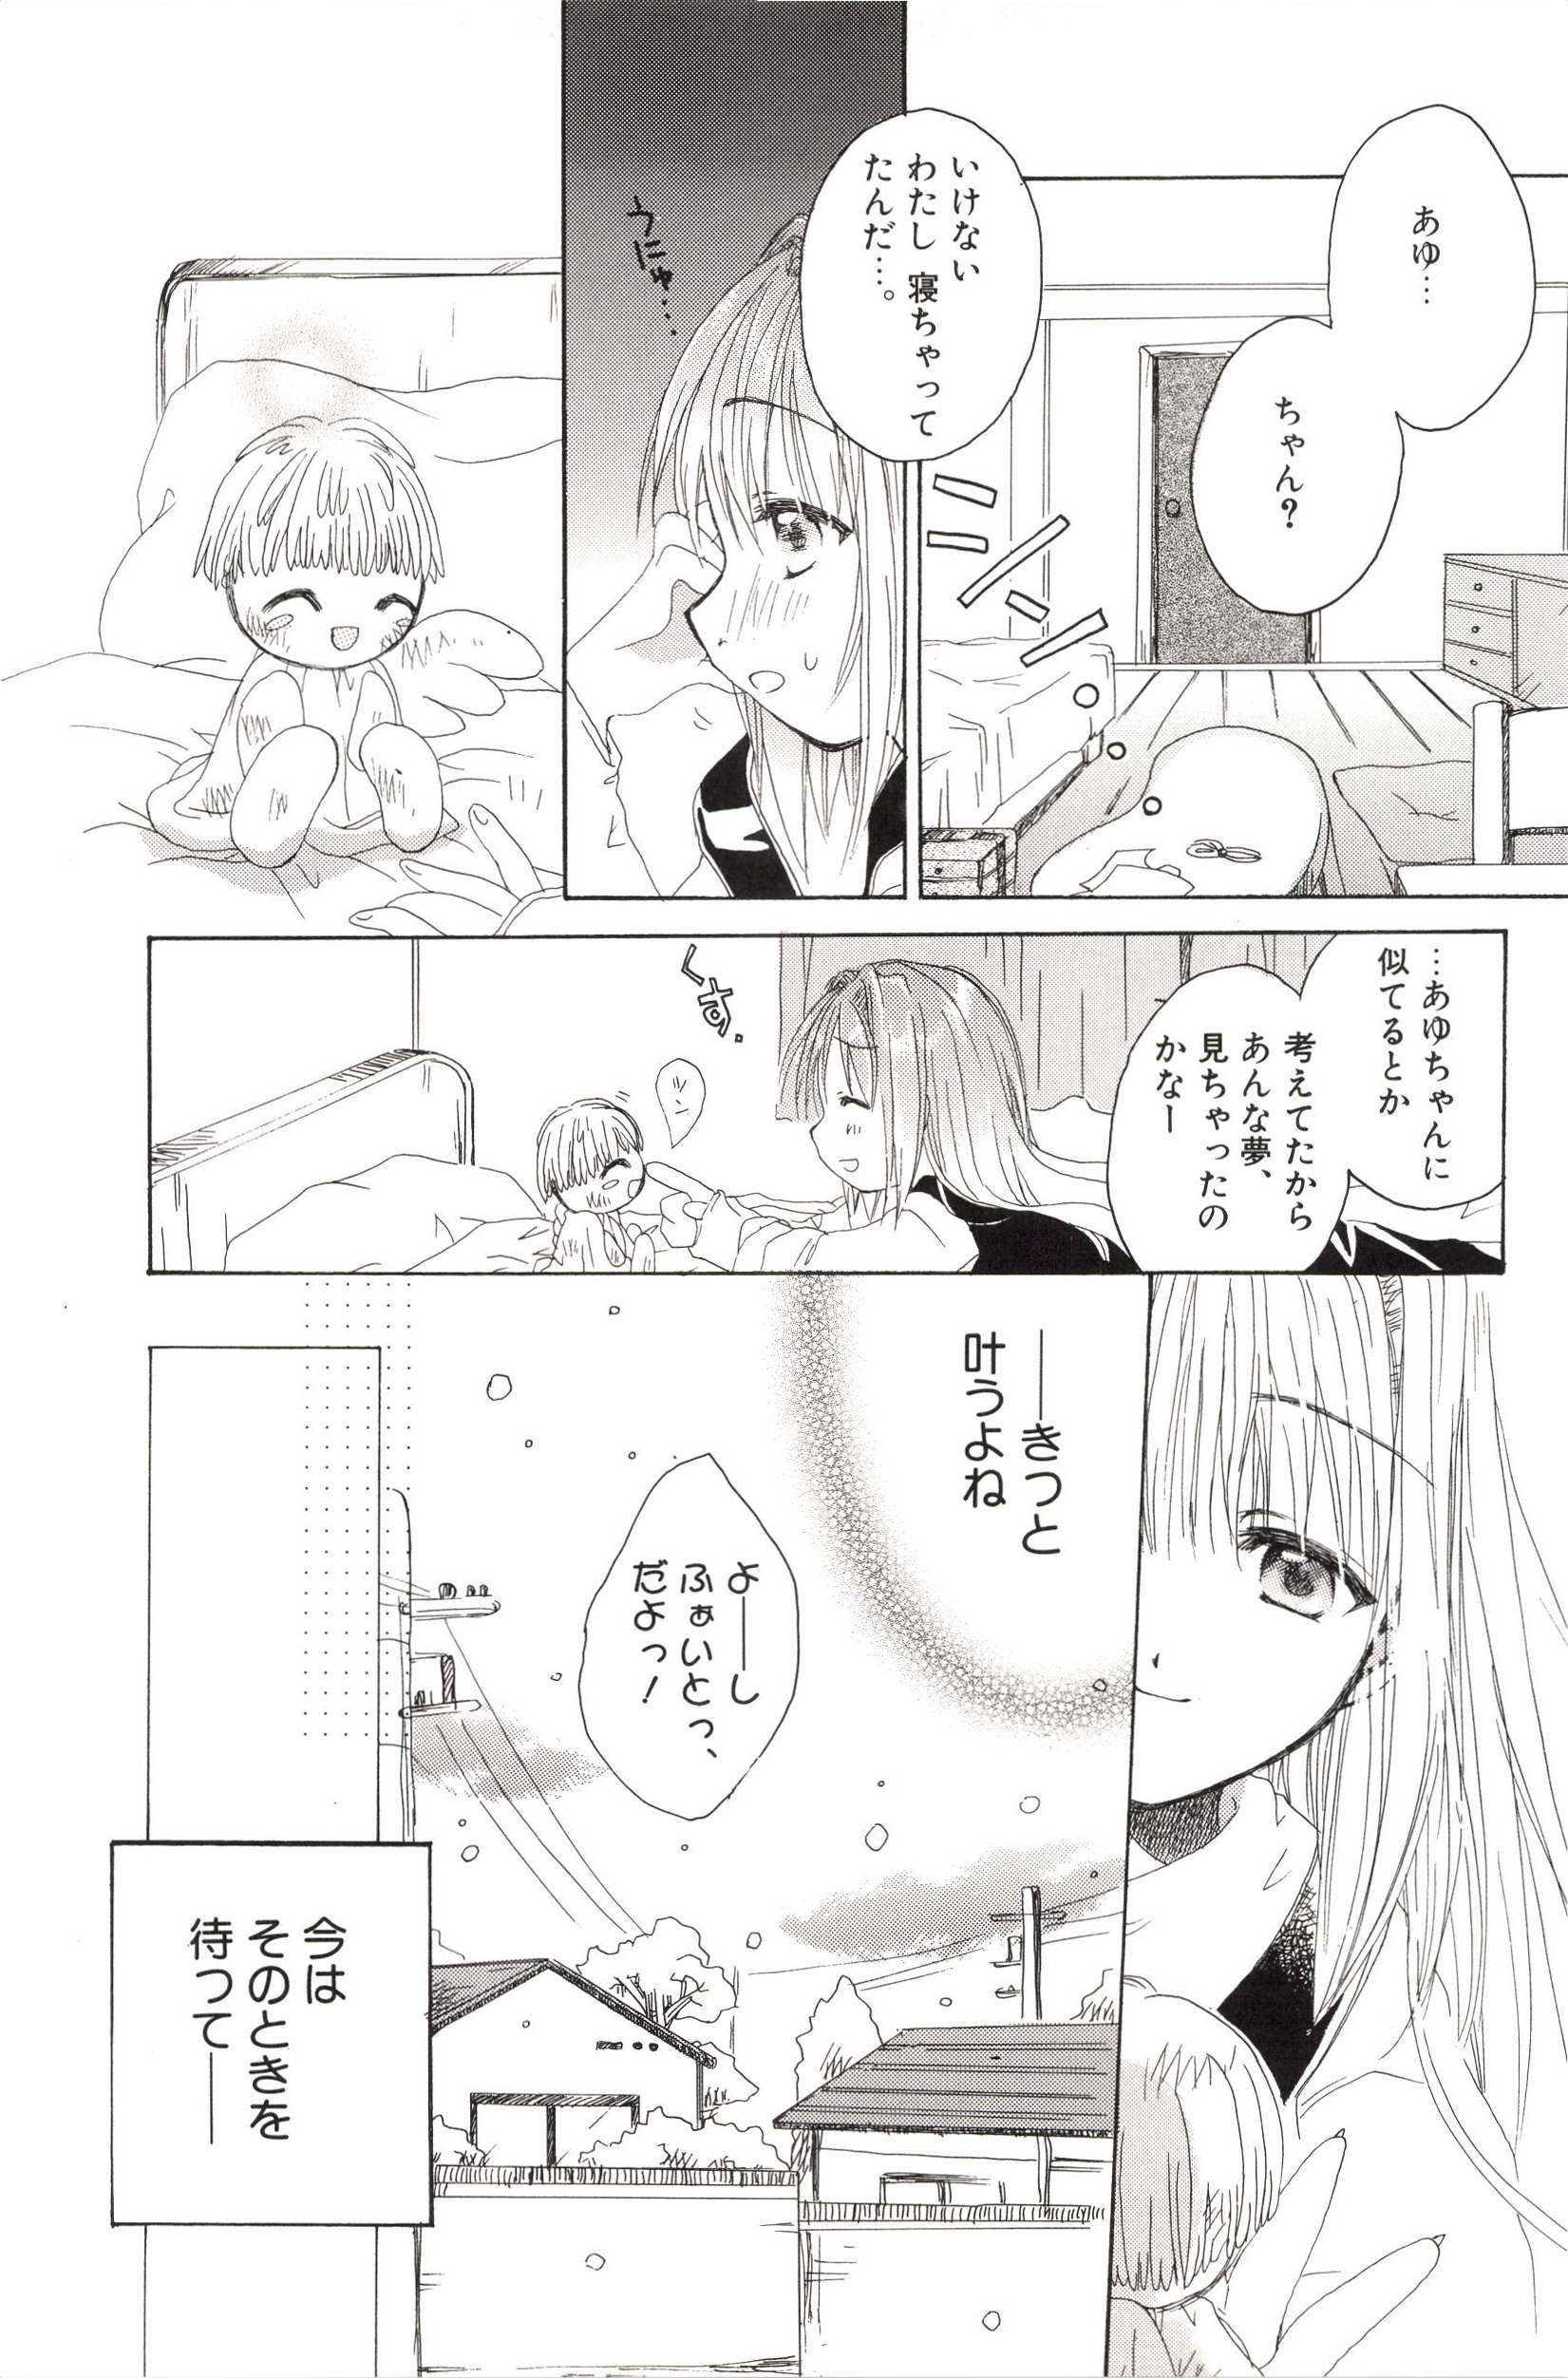 あゆ…
ちゃん?
いけない
わたし 寝ちゃって
たんだ…。
うにゅ…
…あゆちゃんに
似てるとか
考えてたから
あんな夢、
見ちゃったの
かなー
くす.
──きっと
叶うよね
よ──し
ふぁいとっ、
だよっ!
今は
そのときを
待って──